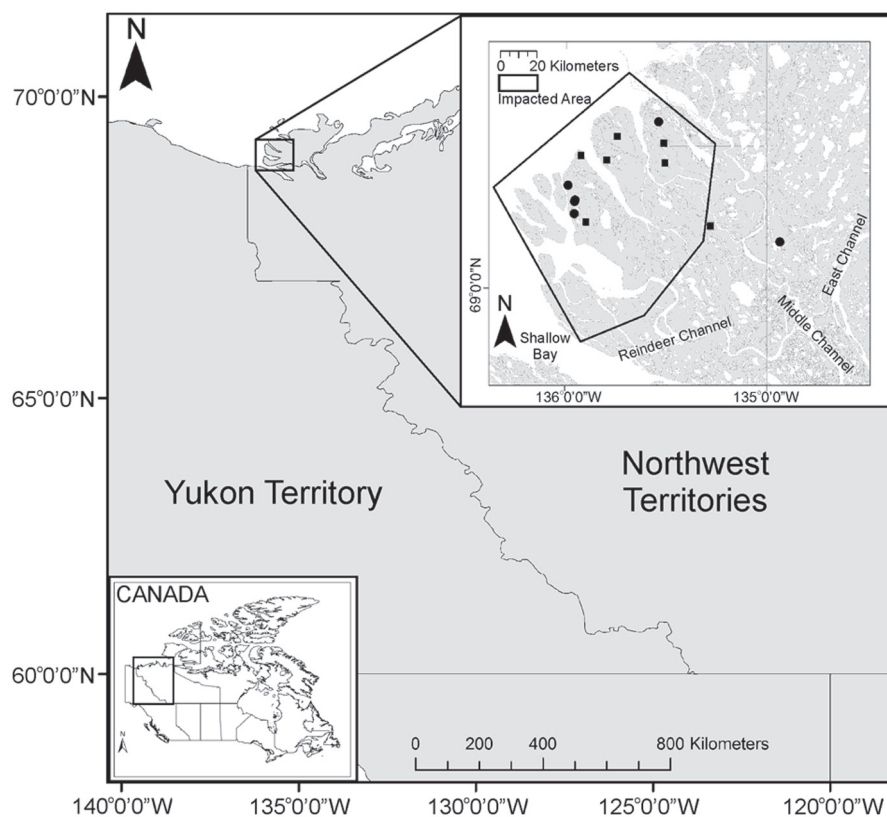 N
70°0'0"N
65°0'0"N
60°0'0"N
0 20 Kilometers
Impacted Area
69°0'0"N
N
Shallow
Bay
Reindeer Channel
Middle Channel
East Channel
136°0'0"W
135°0'0"W
Yukon Territory
Northwest
Territories
CANADA
N
0 200 400 800 Kilometers
140°0'0"W
135°0'0"W
130°0'0"W
125°0'0"W
120°0'0"W